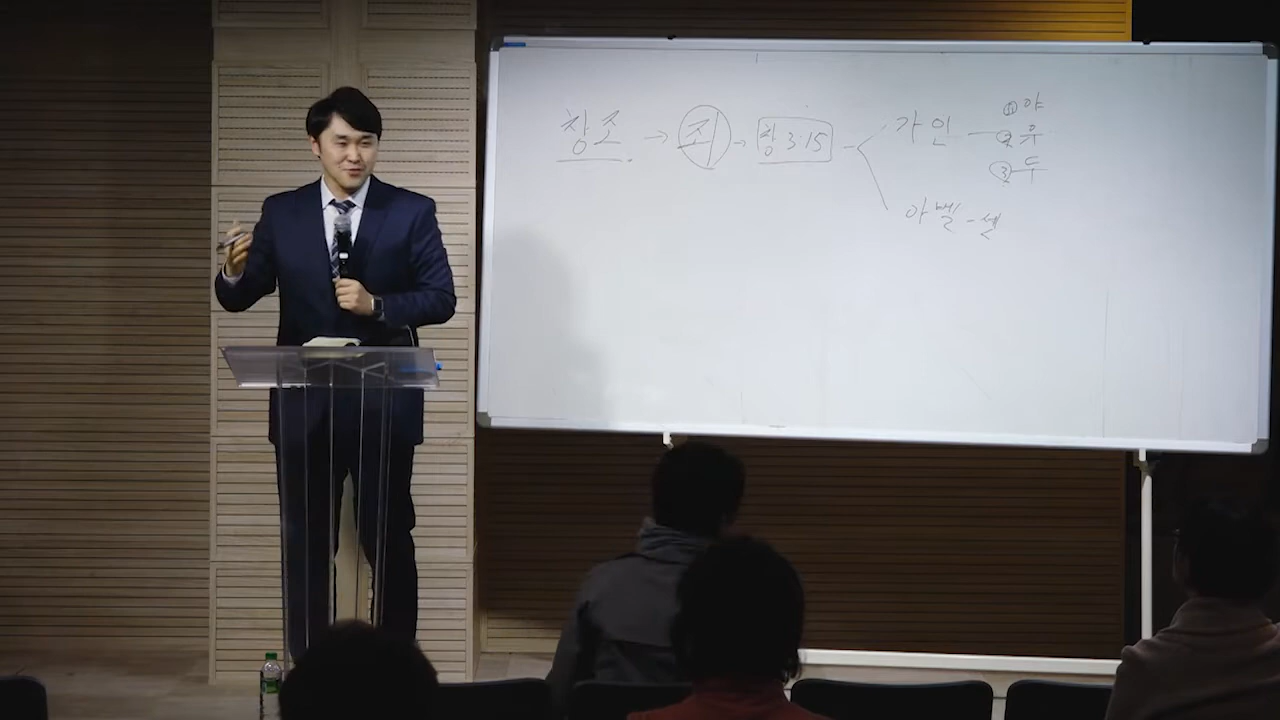 창조 → 죄 → 창 3:15 - 가인 - ① 야
② 유
③ 두
아벨 - 셋